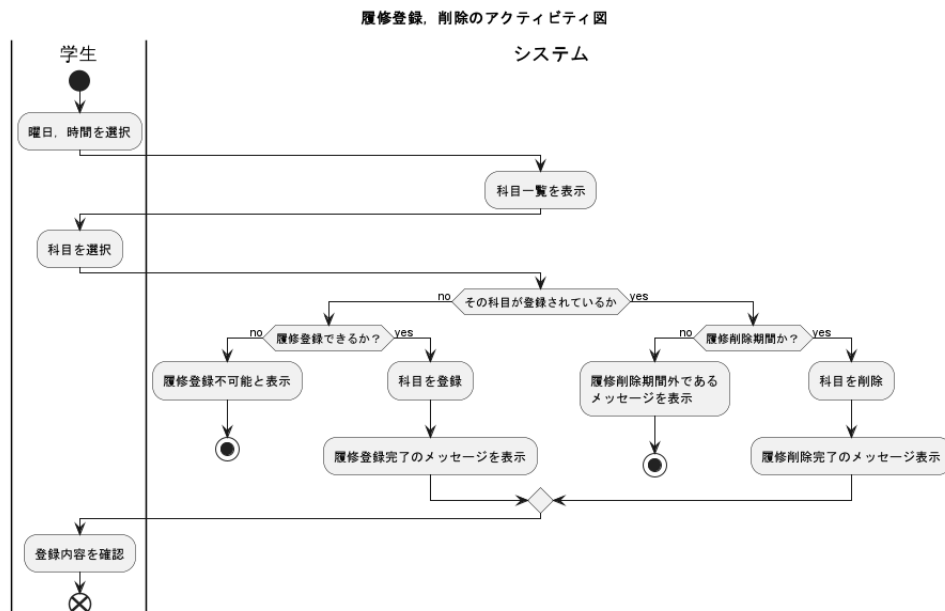 履修登録，削除のアクティビティ図
学生
システム
曜日，時間を選択
科目一覧を表示
科目を選択
その科目が登録されているか
no
yes
履修登録できるか？
no
yes
履修削除期間か？
no
yes
履修登録不可能と表示
科目を登録
履修削除期間外である
メッセージを表示
科目を削除
履修登録完了のメッセージを表示
履修削除完了のメッセージ表示
登録内容を確認